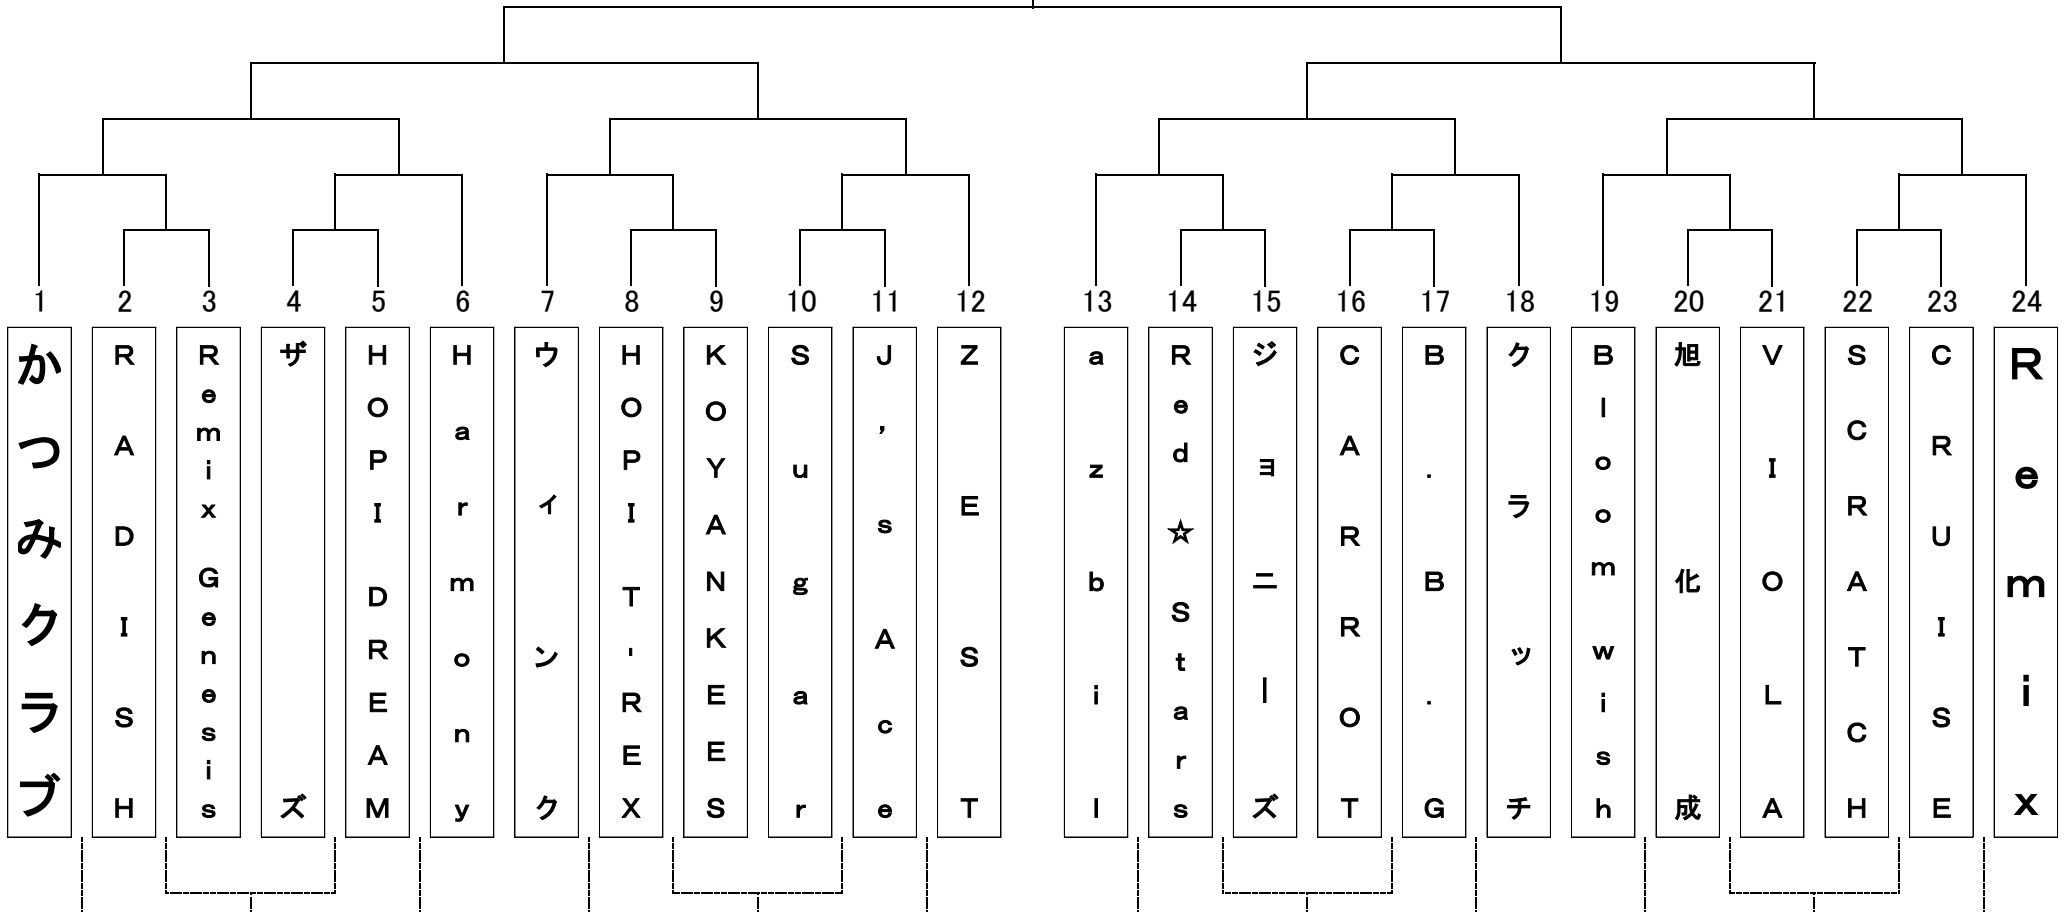 1 2 3 4 5 6 7 8 9 10 11 12 13 14 15 16 17 18 19 20 21 22 23 24
かつみクラブ
RADISH
Remix Genesis
ザズ
HOPI DREAM
Harmony
ウィンク
HOPI T-REX
KOYANKEES
Sugar
J's Ace
ZEST
azbil
Red☆Stars
ジョニーズ
CARROT
B.B.G
クラッチ
Bloom wish
旭化成
VIOLA
SCRATCH
CRUISE
Remix